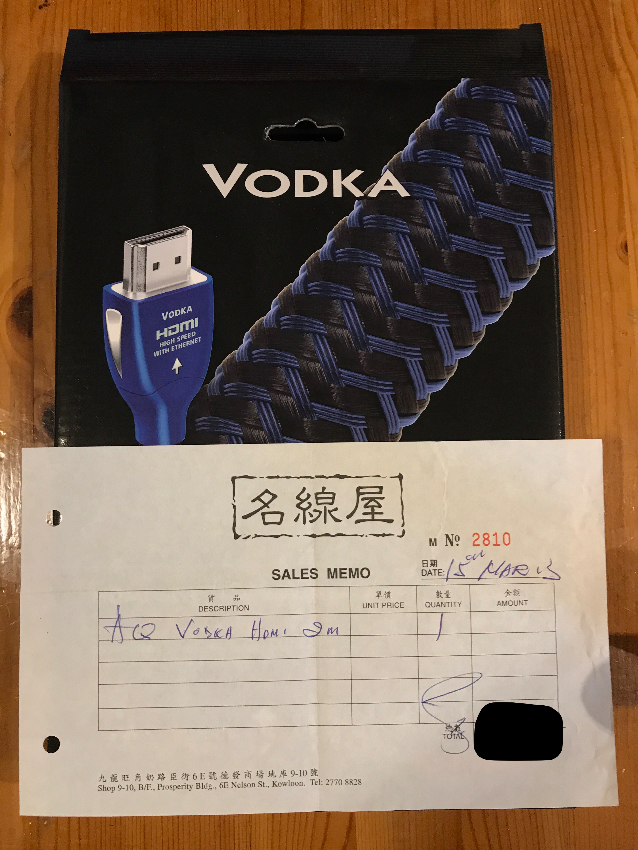 VODKA
VODKA
HDMI
HIGH SPEED
WITH ETHERNET
名線屋
M № 2810
SALES MEMO
日期
DATE: 15th MAR 13
貨 品 單價 數量 金額
DESCRIPTION UNIT PRICE QUANTITY AMOUNT
AQ VODKA HDMI 2m 1
總數
TOTAL
九龍旺角奶路臣街6E號德發商場地庫9-10號
Shop 9-10, B/F., Prosperity Bldg., 6E Nelson St., Kowloon. Tel: 2770 8828